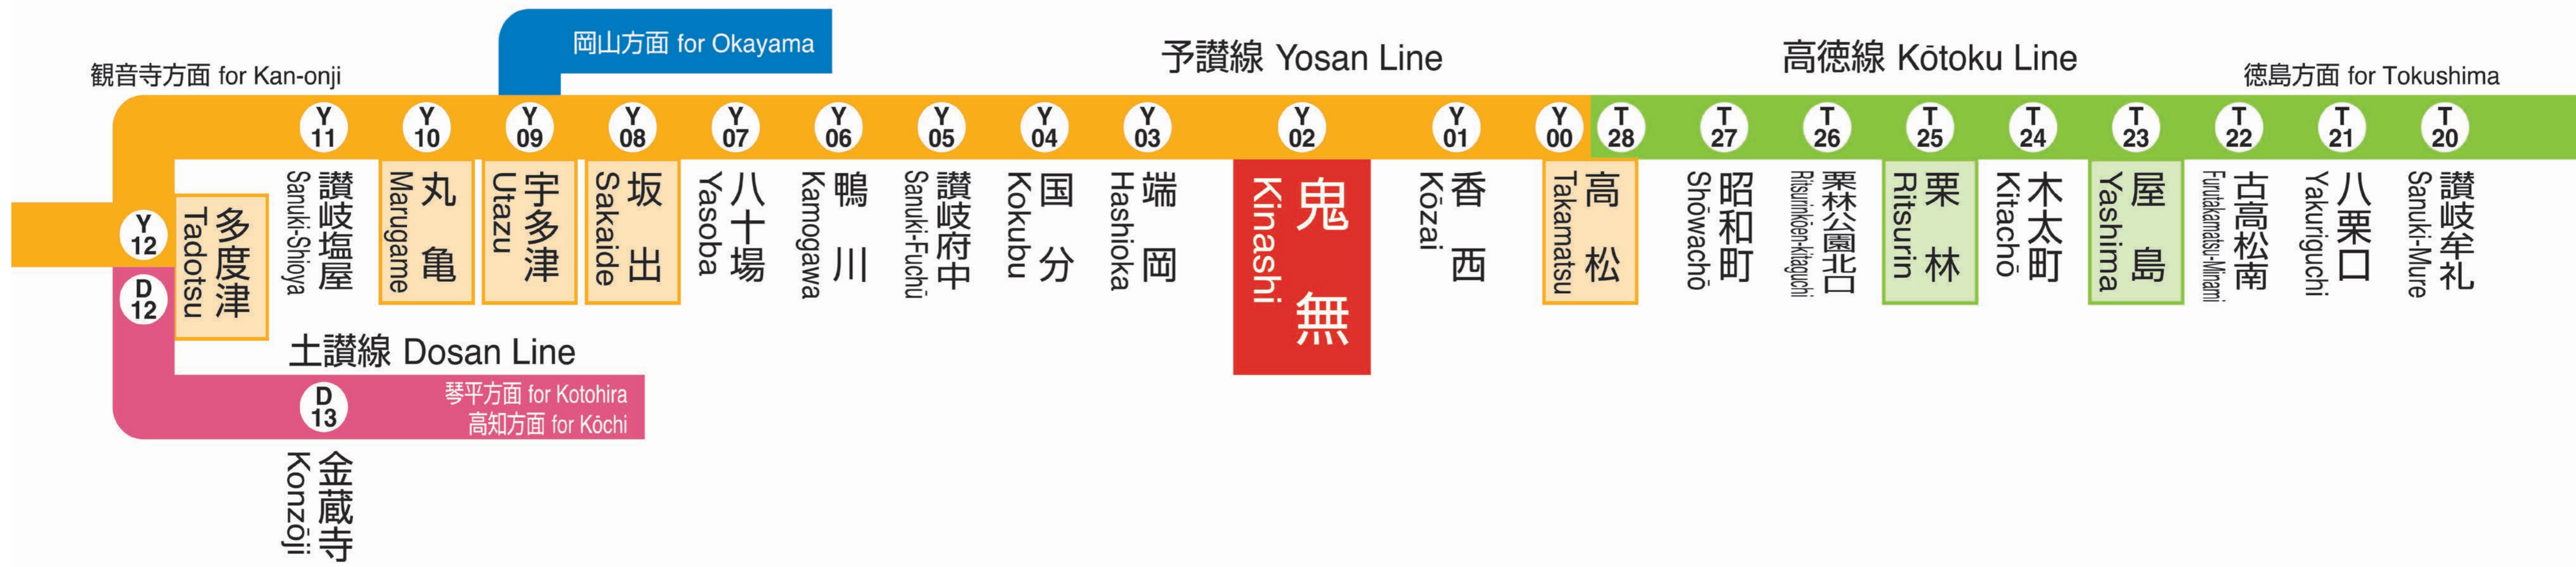 岡山方面 for Okayama
予讃線 Yosan Line
高徳線 Kōtoku Line
観音寺方面 for Kan-onji
徳島方面 for Tokushima
Y 11
讃岐塩屋
Sanuki-Shioya
Y 10
丸亀
Marugame
Y 09
宇多津
Utazu
Y 08
坂出
Sakaide
Y 07
八十場
Yasoba
Y 06
鴨川
Kamogawa
Y 05
讃岐府中
Sanuki-Fuchū
Y 04
国分
Kokubu
Y 03
端岡
Hashioka
Y 02
鬼無
Kinashi
Y 01
香西
Kōzai
Y 00
T 28
高松
Takamatsu
T 27
昭和町
Shōwachō
T 26
栗林公園北口
Ritsurinkōen-kitaguchi
T 25
栗林
Ritsurin
T 24
木太町
Kitachō
T 23
屋島
Yashima
T 22
古高松南
Furutakamatsu-Minami
T 21
八栗口
Yakuriguchi
T 20
讃岐牟礼
Sanuki-Mure
Y 12
D 12
多度津
Tadotsu
土讃線 Dosan Line
D 13
金蔵寺
Konzōji
琴平方面 for Kotohira
高知方面 for Kōchi